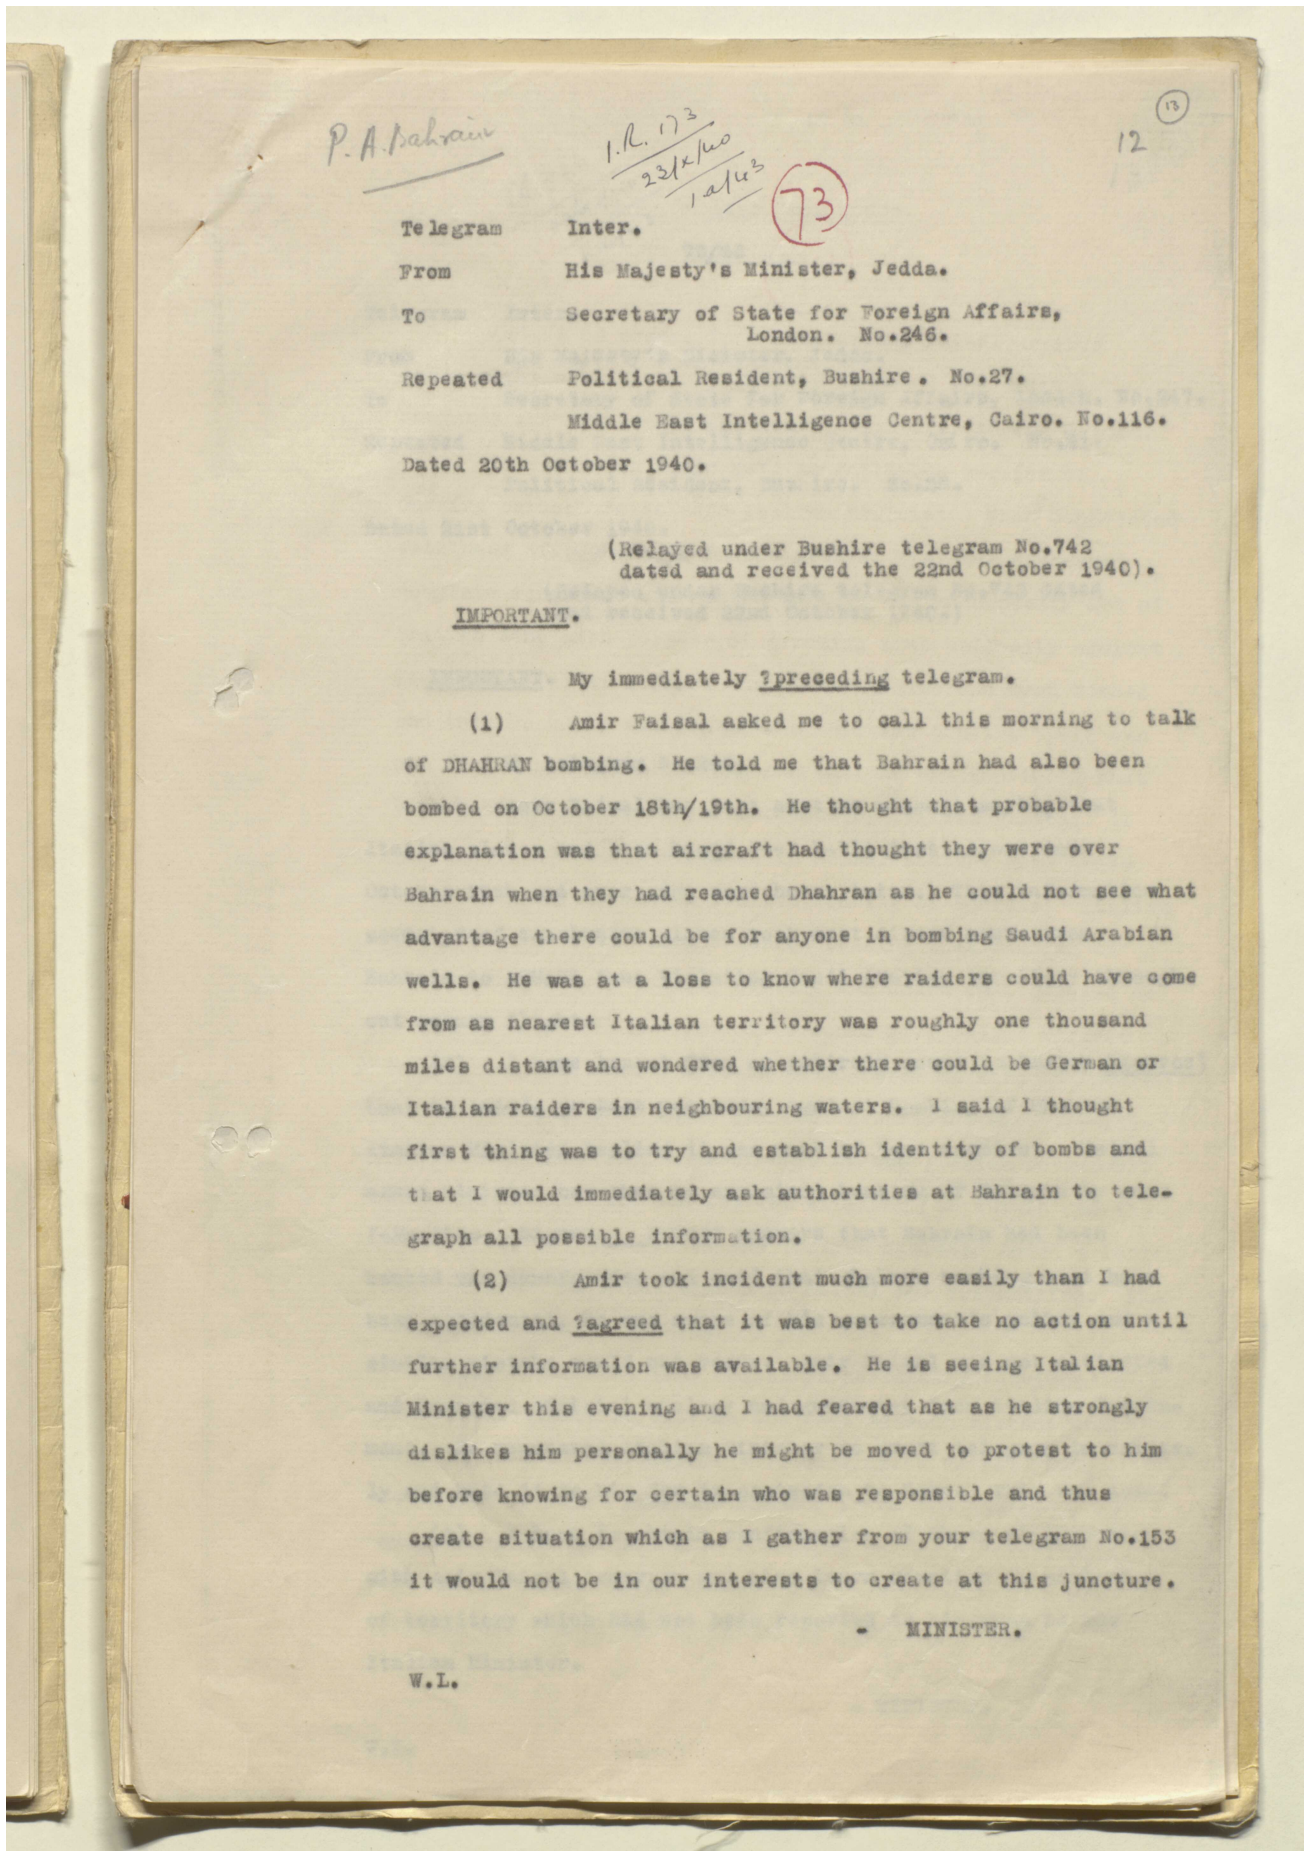 13
12
P. A. Bahrain
I.R. 173
23/X/40
1a/43
73
Telegram Inter.
From His Majesty's Minister, Jedda.
To Secretary of State for Foreign Affairs,
London. No.246.
Repeated Political Resident, Bushire. No.27.
Middle East Intelligence Centre, Cairo. No.116.
Dated 20th October 1940.
(Relayed under Bushire telegram No.742
datsd and received the 22nd October 1940).
IMPORTANT.
My immediately ?preceding telegram.
(1) Amir Faisal asked me to call this morning to talk
of DHAHRAN bombing. He told me that Bahrain had also been
bombed on October 18th/19th. He thought that probable
explanation was that aircraft had thought they were over
Bahrain when they had reached Dhahran as he could not see what
advantage there could be for anyone in bombing Saudi Arabian
wells. He was at a loss to know where raiders could have come
from as nearest Italian territory was roughly one thousand
miles distant and wondered whether there could be German or
Italian raiders in neighbouring waters. I said I thought
first thing was to try and establish identity of bombs and
that I would immediately ask authorities at Bahrain to tele-
graph all possible information.
(2) Amir took incident much more easily than I had
expected and ?agreed that it was best to take no action until
further information was available. He is seeing Italian
Minister this evening and I had feared that as he strongly
dislikes him personally he might be moved to protest to him
before knowing for certain who was responsible and thus
create situation which as I gather from your telegram No.153
it would not be in our interests to create at this juncture.
- MINISTER.
W.L.